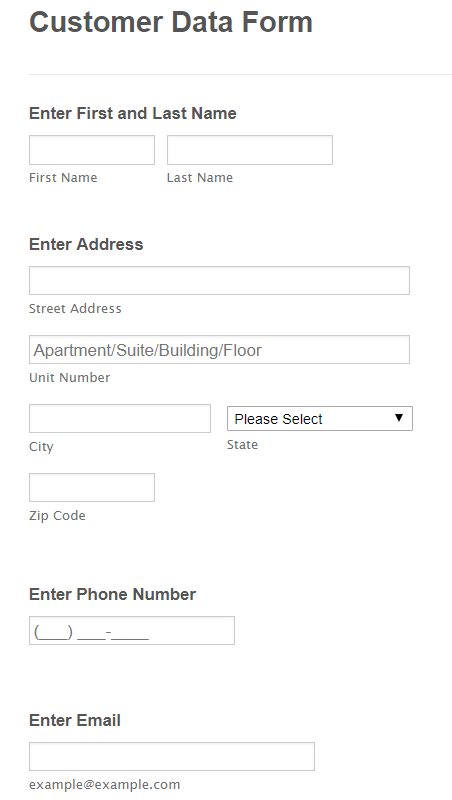 Customer Data Form
Enter First and Last Name
First Name Last Name
Enter Address
Street Address
Apartment/Suite/Building/Floor
Unit Number
Please Select ▼
City State
Zip Code
Enter Phone Number
(___) ___-____
Enter Email
example@example.com